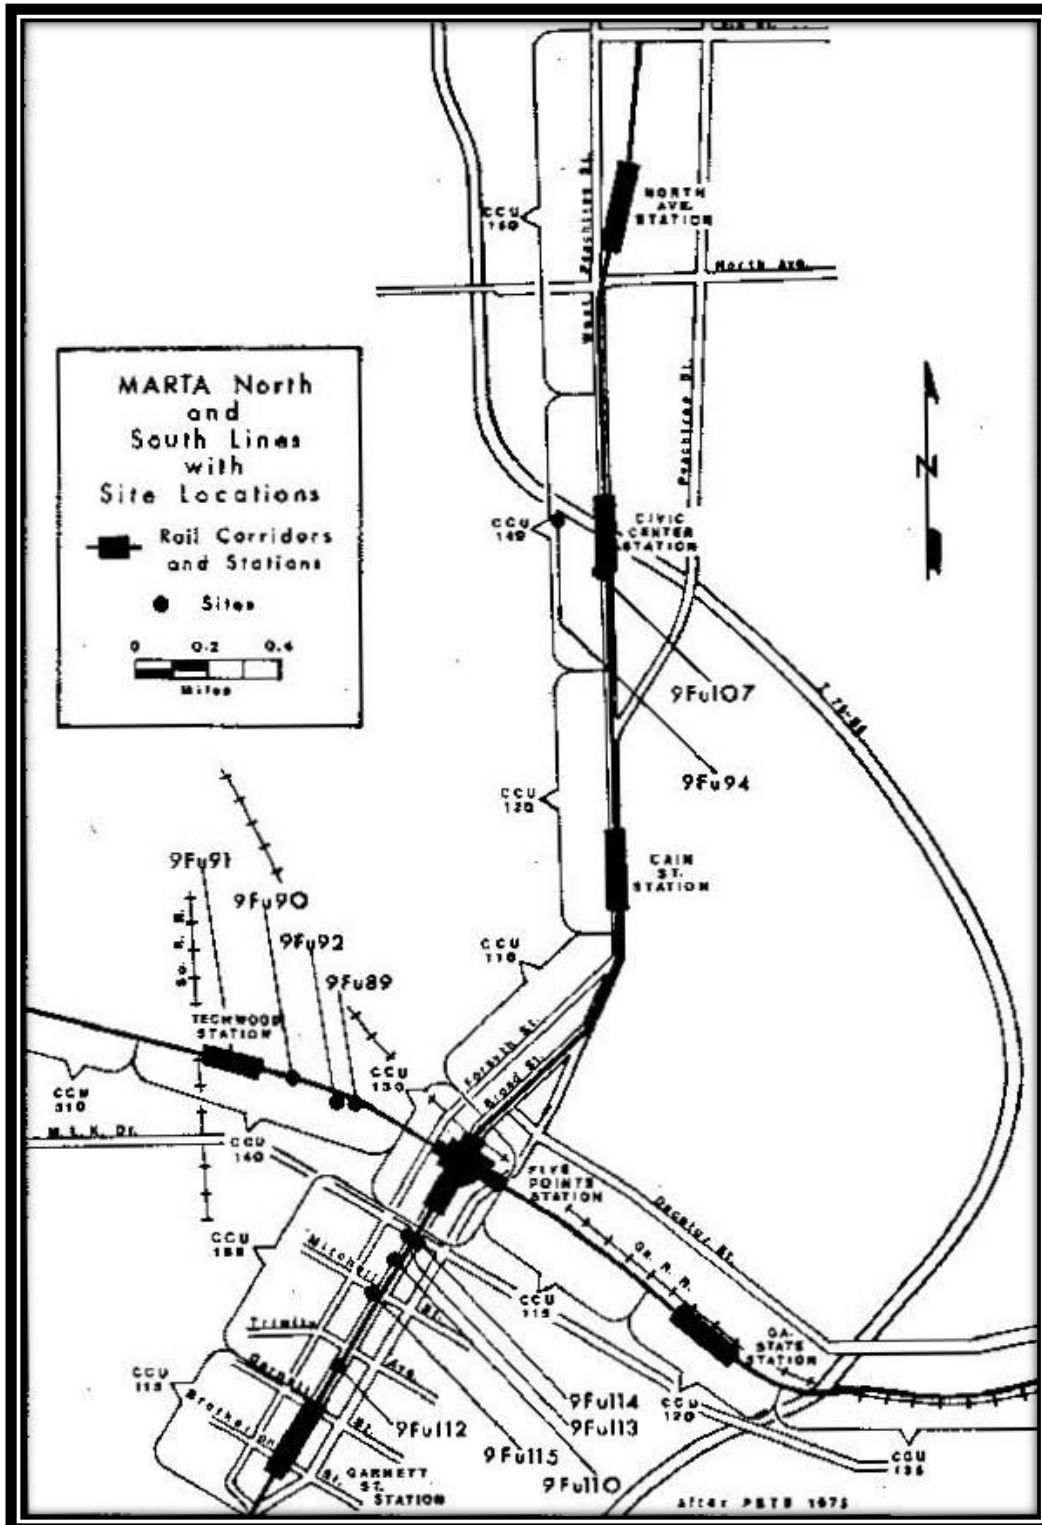 CCU
160
West Peachtree St.
NORTH
AVE.
STATION
North Ave.
MARTA North
and
South Lines
with
Site Locations
Rail Corridors
and Stations
Sites
0 0.2 0.4
Miles
N
Peachtree St.
CCU
140
CIVIC
CENTER
STATION
9Fu107
I 75-85
9Fu94
CCU
120
CAIN
ST.
STATION
9Fu91
9Fu90
9Fu92
9Fu89
So. R. R.
CCU
110
TECHWOOD
STATION
Forsyth St.
Broad St.
CCU
130
CCU
310
M.L.K. Dr.
CCU
140
FIVE
POINTS
STATION
Decatur St.
Ga. R. R.
CCU
Mitchell
St.
CCU
115
Trinity
Ave.
GA.
STATE
STATION
CCU
113
Garnett
St.
Brotherton
St.
9Fu114
9Fu113
CCU
120
9Fu112
9Fu115
9Fu110
GARNETT
ST.
STATION
CCU
135
After PBTB 1975